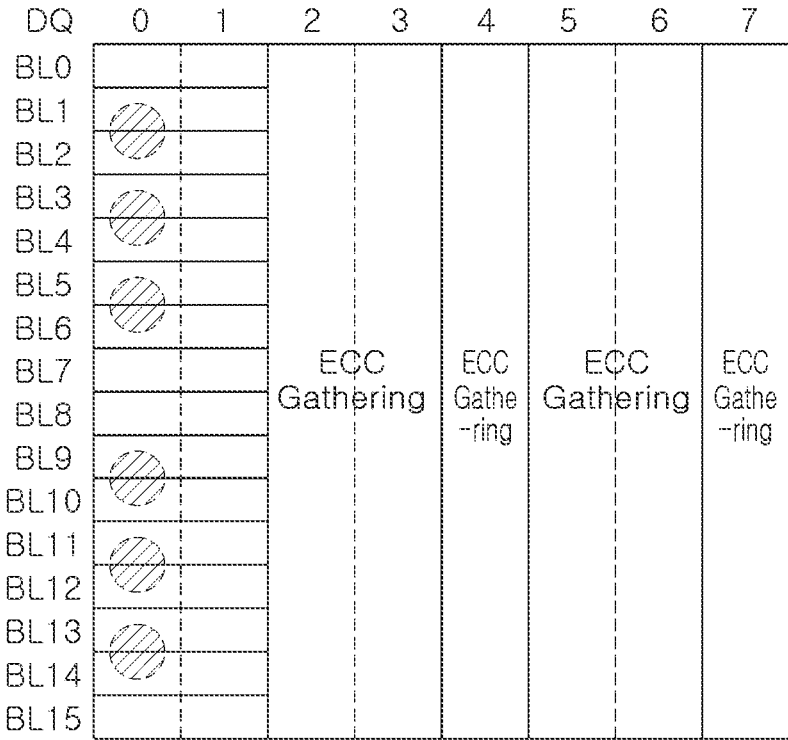 DQ 0 1 2 3 4 5 6 7
BL0
BL1
BL2
BL3
BL4
BL5
BL6
BL7
BL8
BL9
BL10
BL11
BL12
BL13
BL14
BL15
ECC
Gathering
ECC
Gathe
-ring
ECC
Gathering
ECC
Gathe
-ring